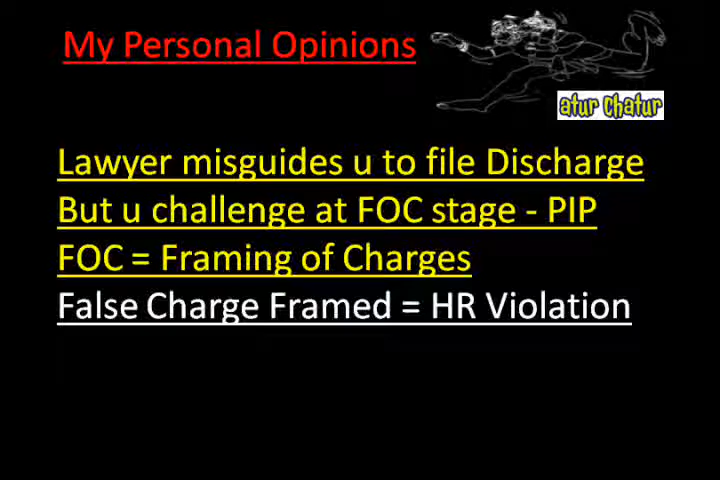 My Personal Opinions
atur chatur
Lawyer misguides u to file Discharge
But u challenge at FOC stage - PIP
FOC = Framing of Charges
False Charge Framed = HR Violation